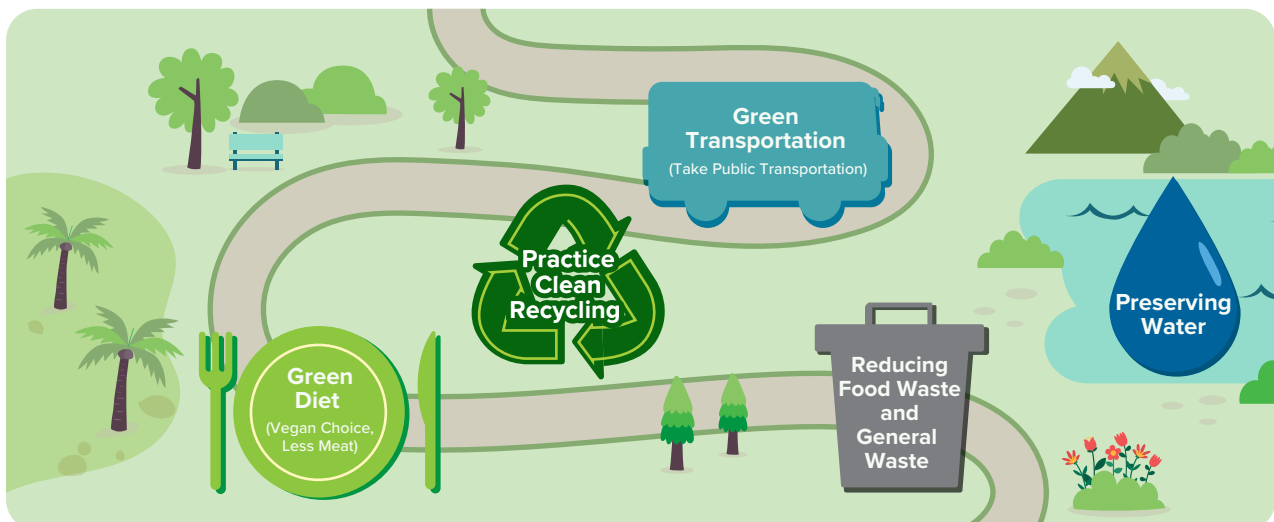 Green
Transportation
(Take Public Transportation)
Practice
Clean
Recycling
Preserving
Water
Green
Diet
(Vegan Choice,
Less Meat)
Reducing
Food Waste
and
General
Waste